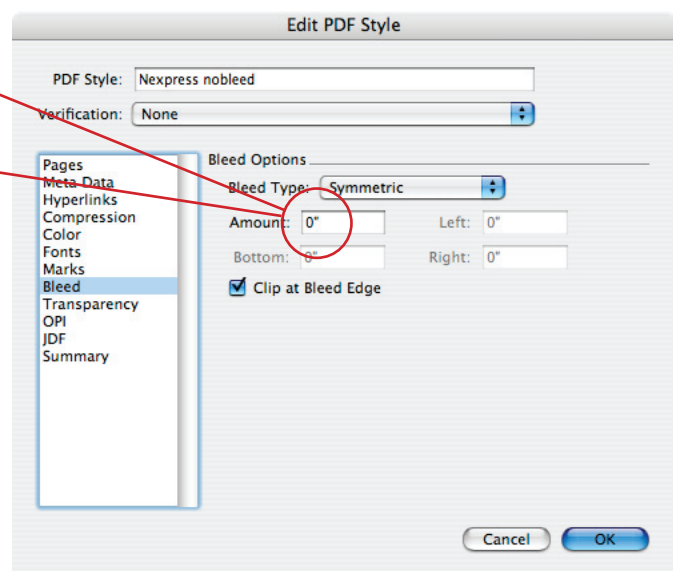 Edit PDF Style
PDF Style: Nexpress nobleed
Verification: None
Pages
Meta Data
Hyperlinks
Compression
Color
Fonts
Marks
Bleed
Transparency
OPI
JDF
Summary
Bleed Options
Bleed Type: Symmetric
Amount: 0" Left: 0"
Bottom: 0" Right: 0"
Clip at Bleed Edge
Cancel OK